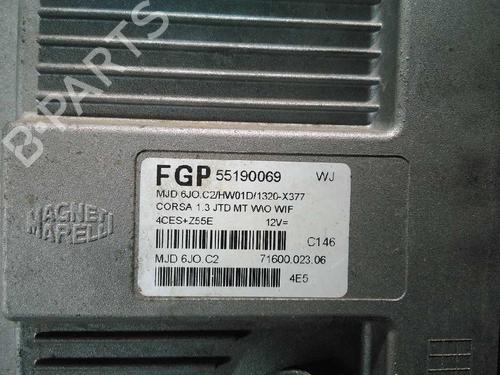 B-PARTS
MAGNETI
MARELLI
FGP 55190069 WJ
MJD 6JO.C2/HW01D/1320-X377
CORSA 1.3 JTD MT W\O WIF
4CES+Z55E 12V=
C146
MJD 6JO.C2 71600.023.06
4E5